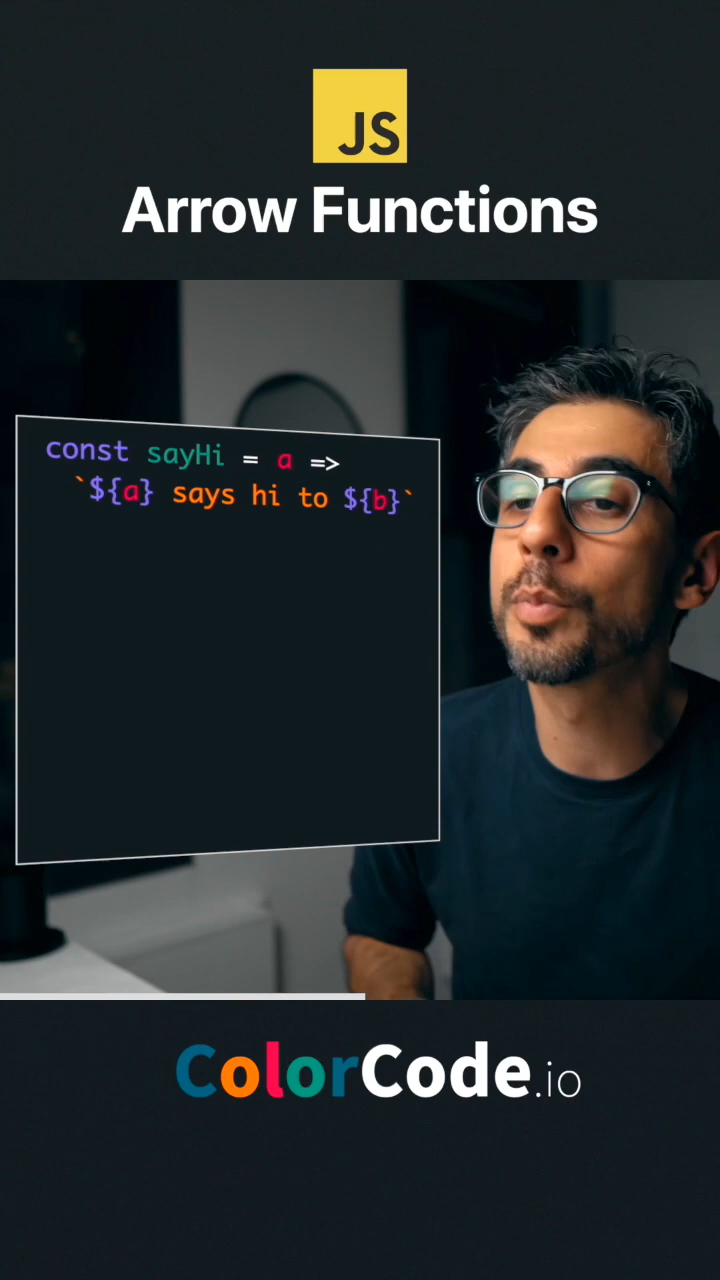 JS
Arrow Functions
const sayHi = a =>
`${a} says hi to ${b}`
ColorCode.io